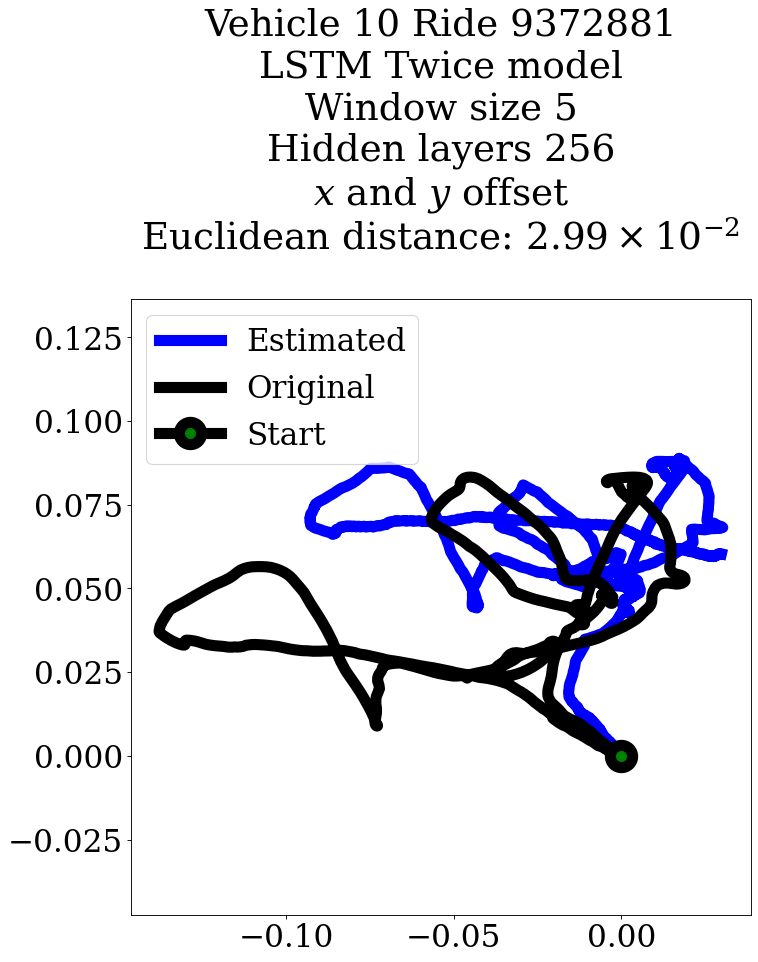 Vehicle 10 Ride 9372881
LSTM Twice model
Window size 5
Hidden layers 256
x and y offset
Euclidean distance: 2.99 × 10⁻²
Estimated
Original
Start
0.125
0.100
0.075
0.050
0.025
0.000
−0.025
−0.10
−0.05
0.00